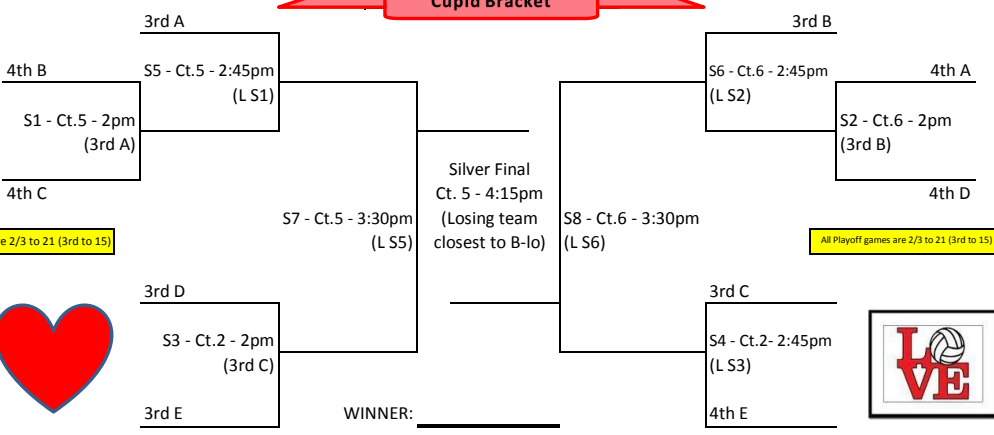 Cupid Bracket
3rd A
3rd B
4th B
S5 - Ct.5 - 2:45pm
(L S1)
S6 - Ct.6 - 2:45pm
(L S2)
4th A
S1 - Ct.5 - 2pm
(3rd A)
S2 - Ct.6 - 2pm
(3rd B)
4th C
4th D
Silver Final
Ct. 5 - 4:15pm
(Losing team
closest to B-lo)
S7 - Ct.5 - 3:30pm
(L S5)
S8 - Ct.6 - 3:30pm
(L S6)
e 2/3 to 21 (3rd to 15)
All Playoff games are 2/3 to 21 (3rd to 15)
3rd D
3rd C
S3 - Ct.2 - 2pm
(3rd C)
S4 - Ct.2- 2:45pm
(L S3)
LOVE
3rd E
WINNER:
4th E